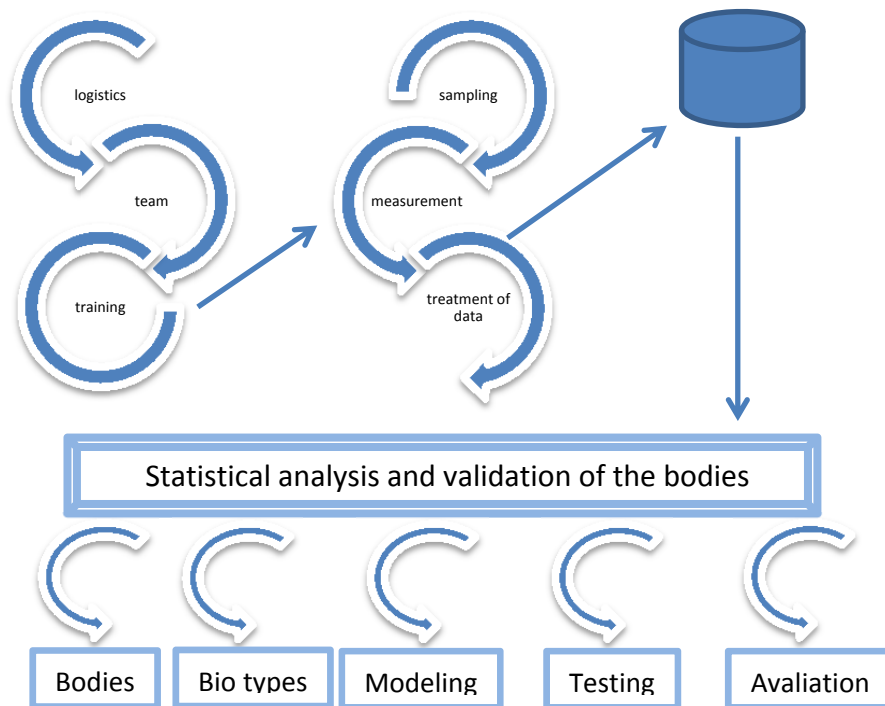 logistics
team
training
sampling
measurement
treatment of
data
Statistical analysis and validation of the bodies
Bodies
Bio types
Modeling
Testing
Avaliation